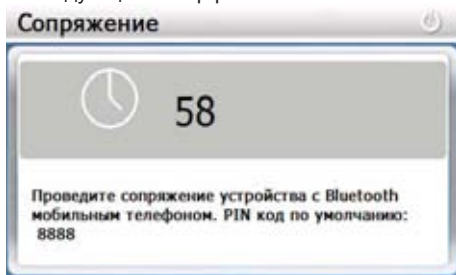 Сопряжение
58
Проведите сопряжение устройства с Bluetooth
мобильным телефоном. PIN код по умолчанию:
8888